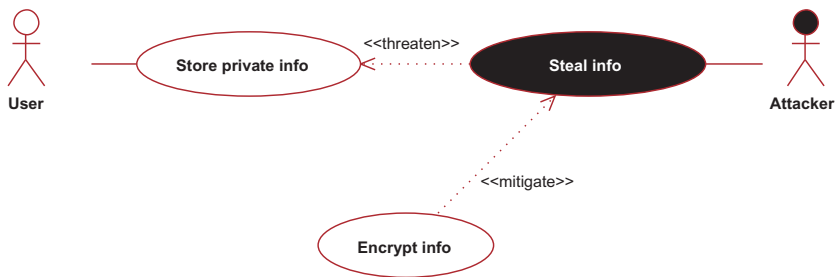 <<threaten>>
Store private info
Steal info
User
Attacker
<<mitigate>>
Encrypt info